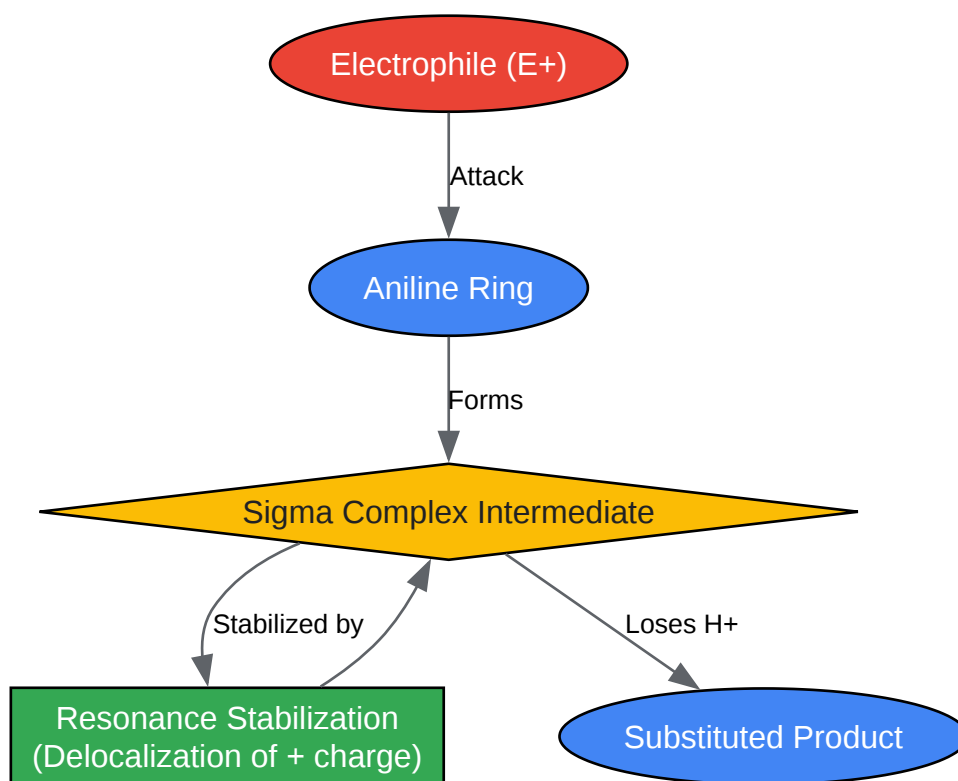 Electrophile (E+)
Attack
Aniline Ring
Forms
Sigma Complex Intermediate
Stabilized by
Loses H+
Resonance Stabilization
(Delocalization of + charge)
Substituted Product